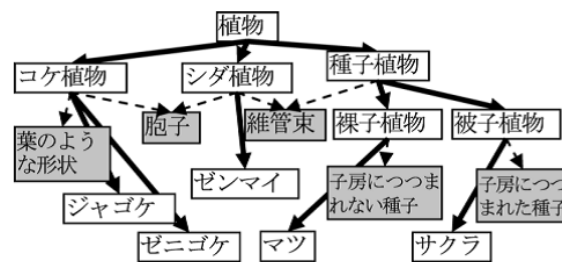 植物
コケ植物
シダ植物
種子植物
胞子
維管束
裸子植物
被子植物
葉のよう
な形状
ゼンマイ
子房につつま
れない種子
子房につつ
まれた種子
ジャゴケ
ゼニゴケ
マツ
サクラ